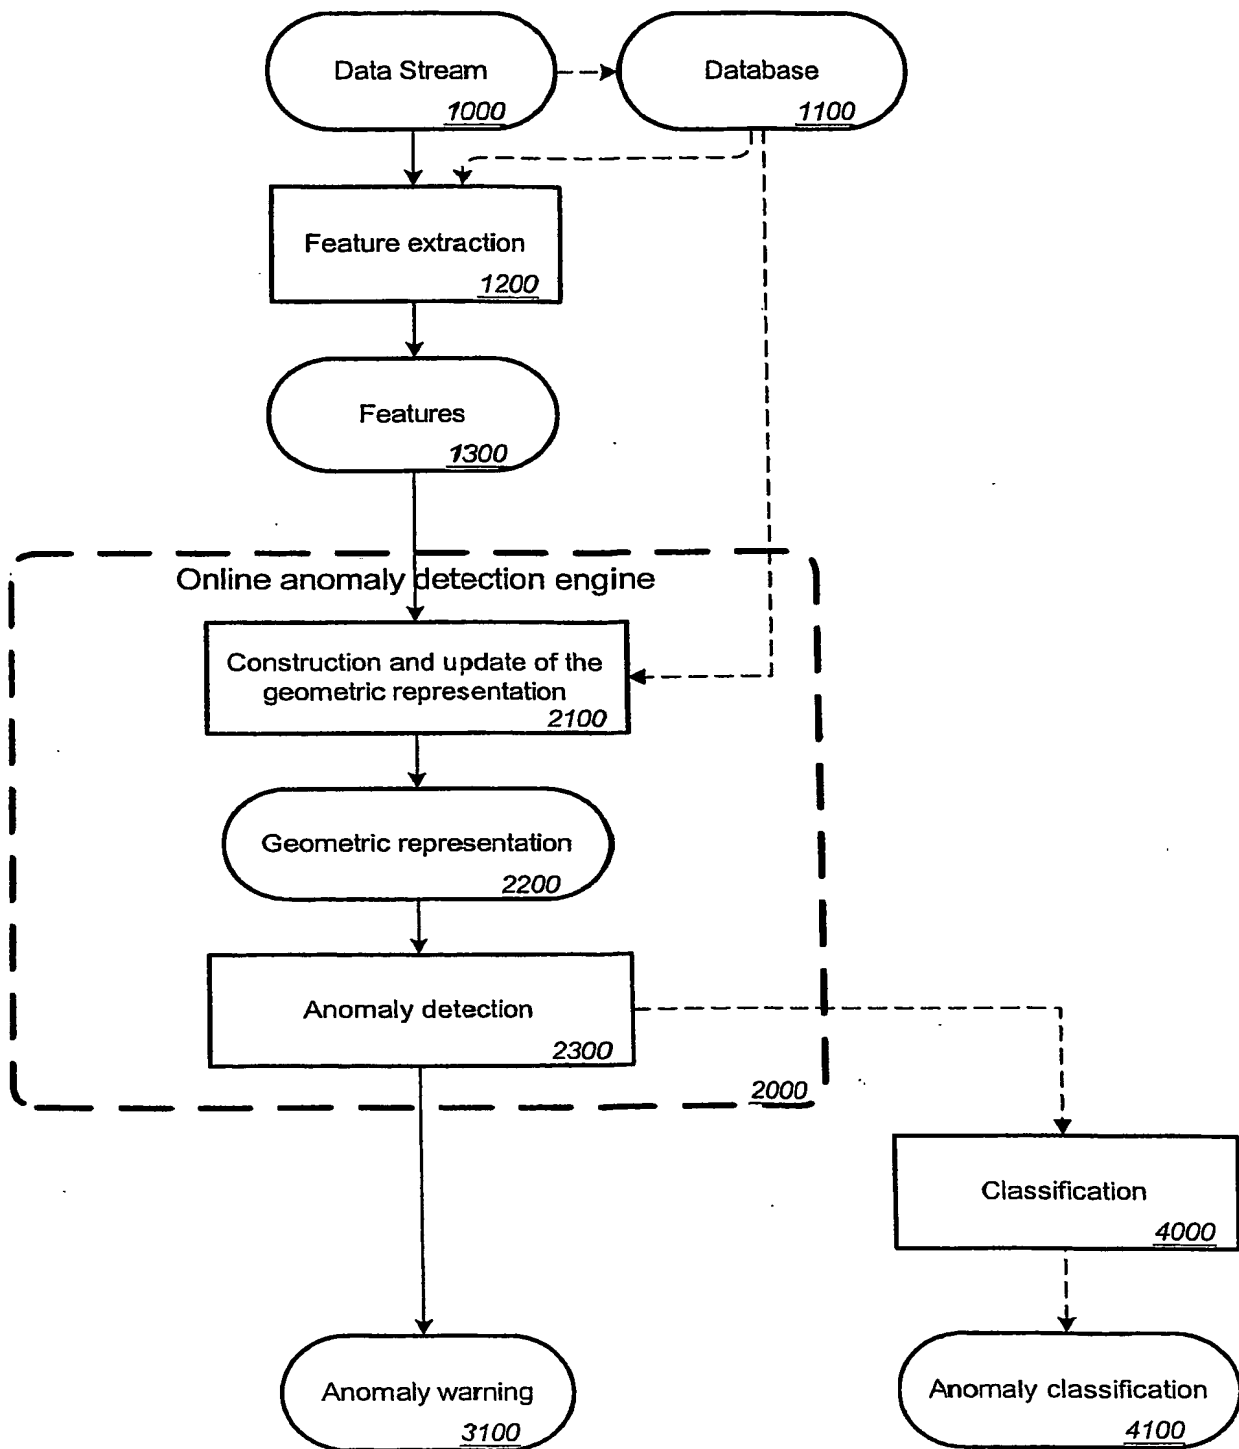 Data Stream
1000
Database
1100
Feature extraction
1200
Features
1300
Online anomaly detection engine
Construction and update of the
geometric representation
2100
Geometric representation
2200
Anomaly detection
2300
2000
Classification
4000
Anomaly warning
3100
Anomaly classification
4100